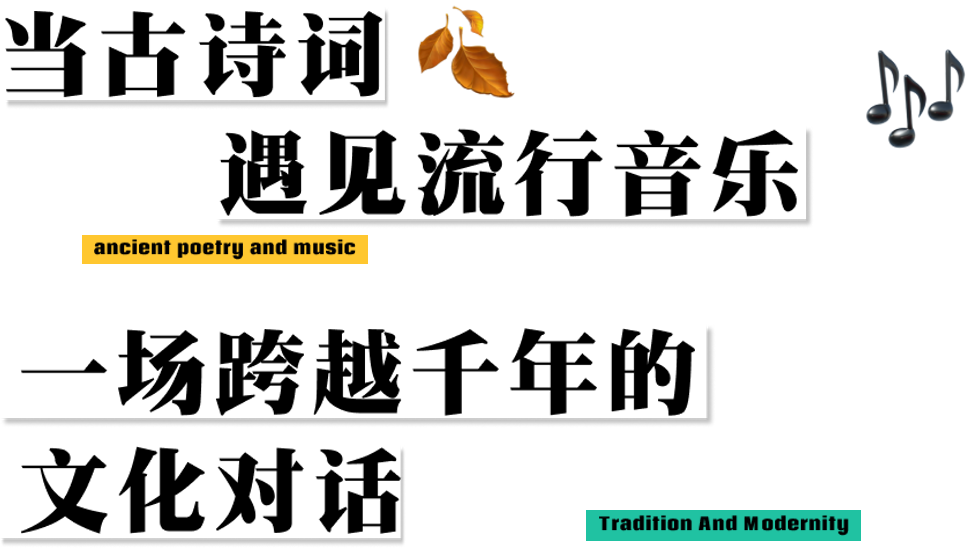 当古诗词
遇见流行音乐
ancient poetry and music
一场跨越千年的
文化对话
Tradition And Modernity